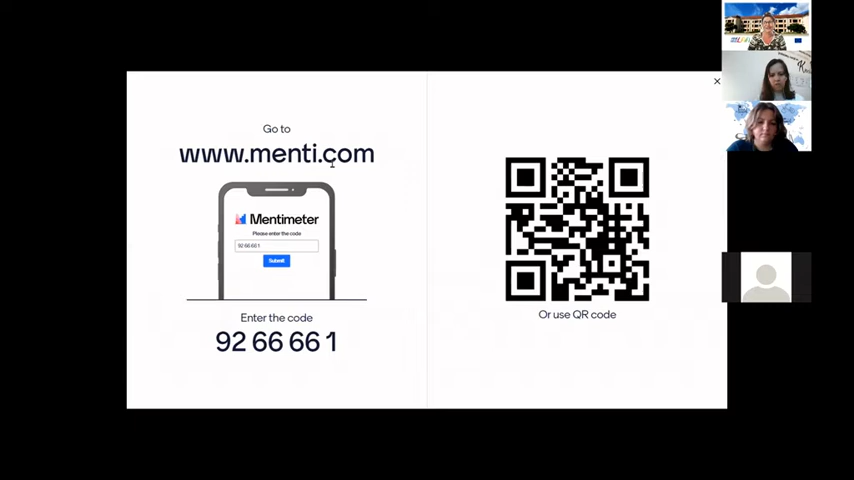 Go to
www.menti.com
Mentimeter
Please enter the code
92 66 66 1
Submit
Enter the code
92 66 66 1
Or use QR code